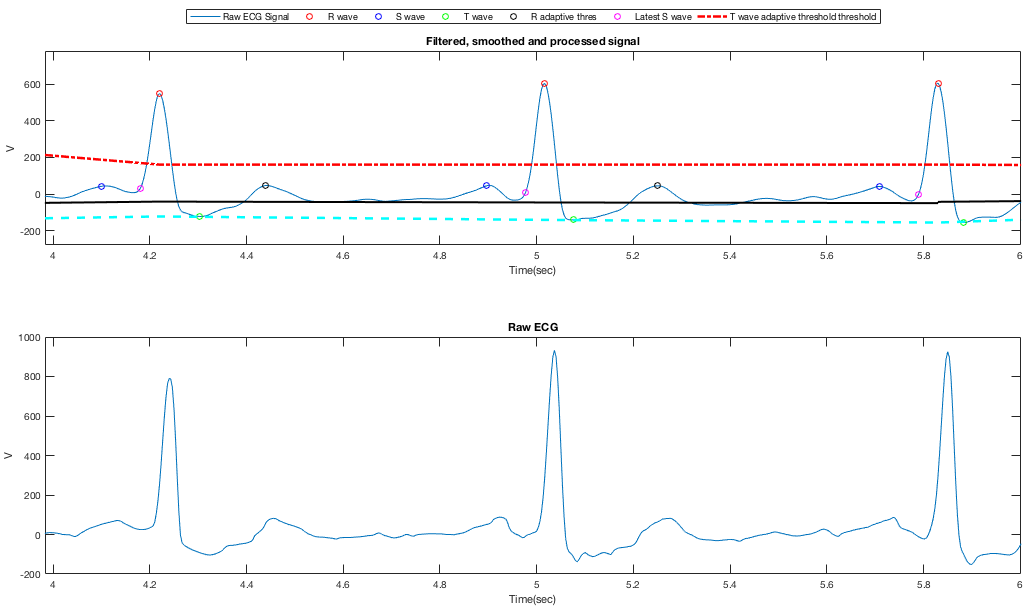 Raw ECG Signal R wave S wave T wave R adaptive thres Latest S wave T wave adaptive threshold threshold
Filtered, smoothed and processed signal
V
600
400
200
0
-200
4 4.2 4.4 4.6 4.8 5 5.2 5.4 5.6 5.8 6
Time(sec)
Raw ECG
V
1000
800
600
400
200
0
-200
4 4.2 4.4 4.6 4.8 5 5.2 5.4 5.6 5.8 6
Time(sec)